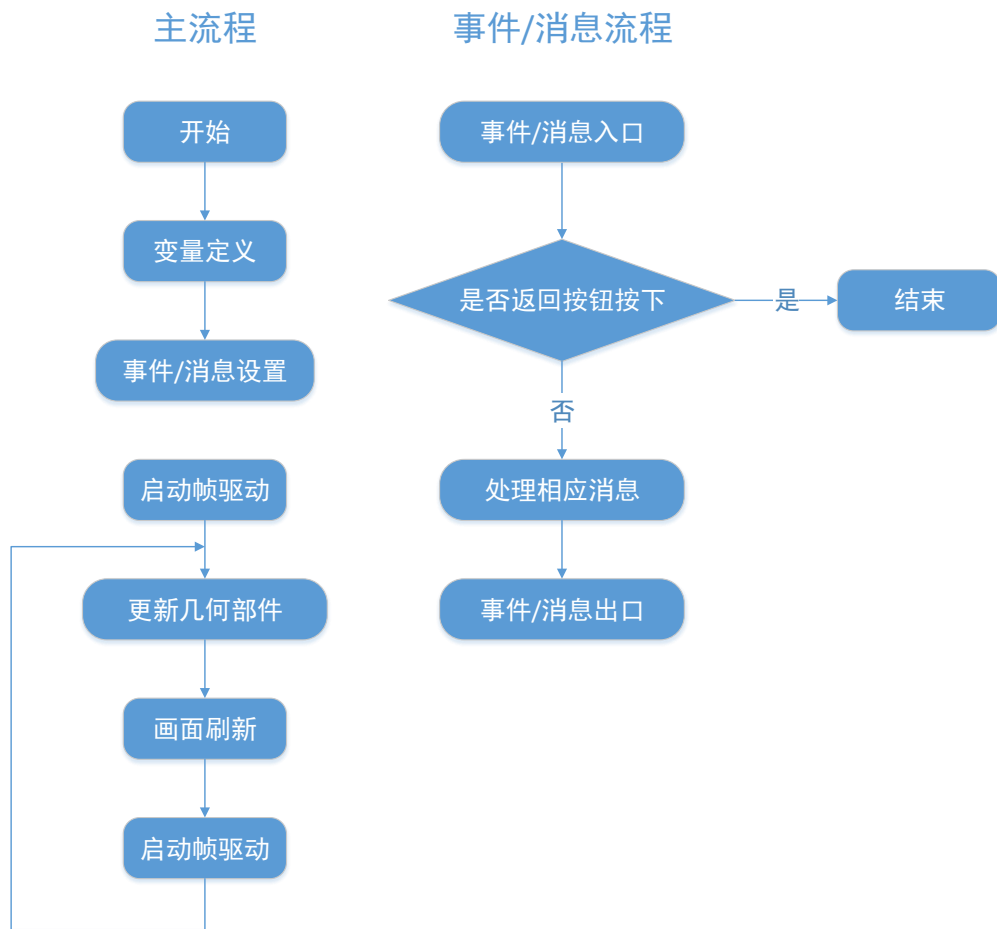 主流程
开始
变量定义
事件/消息设置
启动帧驱动
更新几何部件
画面刷新
启动帧驱动
事件/消息流程
事件/消息入口
是否返回按钮按下
是
结束
否
处理相应消息
事件/消息出口